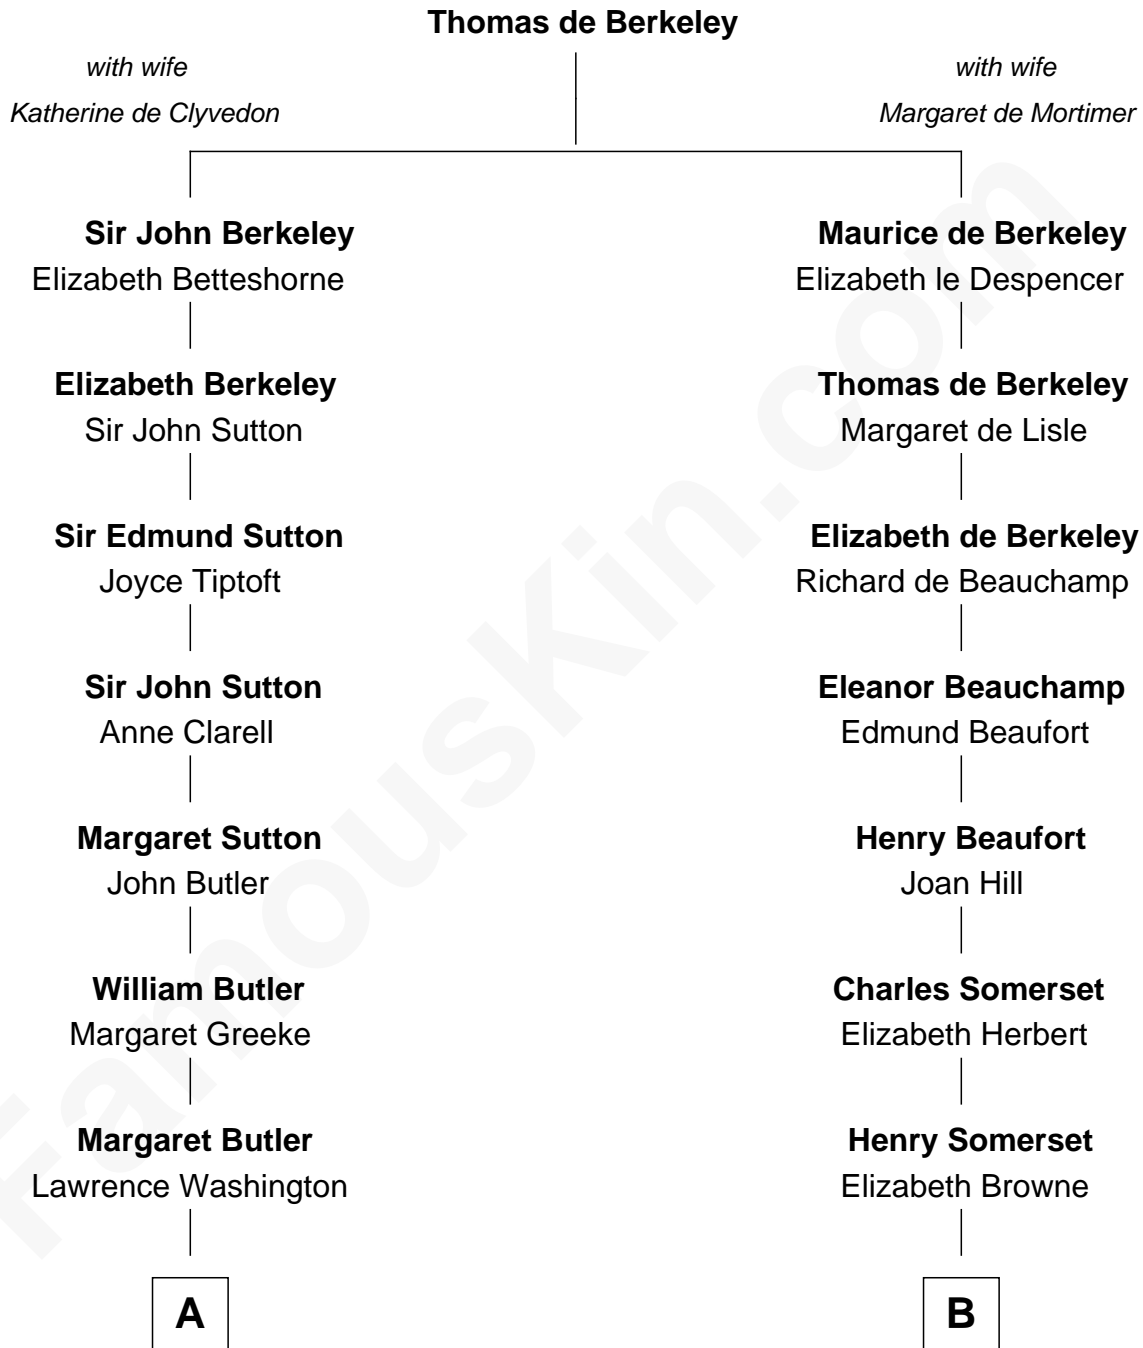 Thomas de Berkeley
with wife
Katherine de Clyvedon
with wife
Margaret de Mortimer
Sir John Berkeley
Elizabeth Betteshorne
Maurice de Berkeley
Elizabeth le Despencer
Elizabeth Berkeley
Sir John Sutton
Thomas de Berkeley
Margaret de Lisle
Sir Edmund Sutton
Joyce Tiptoft
Elizabeth de Berkeley
Richard de Beauchamp
Sir John Sutton
Anne Clarell
Eleanor Beauchamp
Edmund Beaufort
Margaret Sutton
John Butler
Henry Beaufort
Joan Hill
William Butler
Margaret Greeke
Charles Somerset
Elizabeth Herbert
Margaret Butler
Lawrence Washington
Henry Somerset
Elizabeth Browne
A
B
FamousKin.com